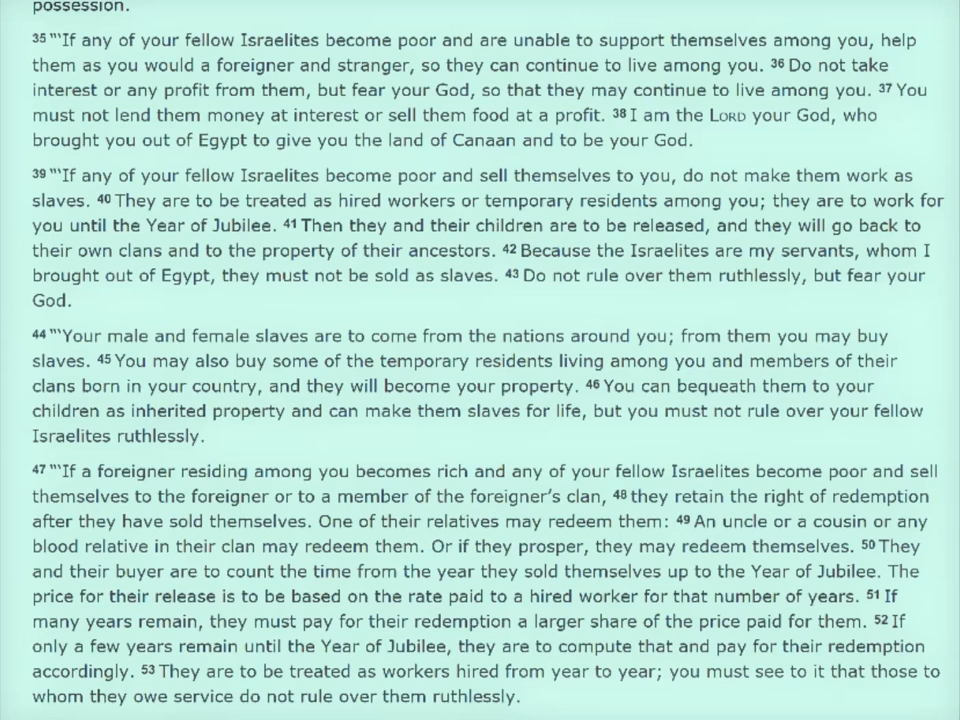 possession.
35 "'If any of your fellow Israelites become poor and are unable to support themselves among you, help
them as you would a foreigner and stranger, so they can continue to live among you. 36 Do not take
interest or any profit from them, but fear your God, so that they may continue to live among you. 37 You
must not lend them money at interest or sell them food at a profit. 38 I am the LORD your God, who
brought you out of Egypt to give you the land of Canaan and to be your God.
39 "'If any of your fellow Israelites become poor and sell themselves to you, do not make them work as
slaves. 40 They are to be treated as hired workers or temporary residents among you; they are to work for
you until the Year of Jubilee. 41 Then they and their children are to be released, and they will go back to
their own clans and to the property of their ancestors. 42 Because the Israelites are my servants, whom I
brought out of Egypt, they must not be sold as slaves. 43 Do not rule over them ruthlessly, but fear your
God.
44 "'Your male and female slaves are to come from the nations around you; from them you may buy
slaves. 45 You may also buy some of the temporary residents living among you and members of their
clans born in your country, and they will become your property. 46 You can bequeath them to your
children as inherited property and can make them slaves for life, but you must not rule over your fellow
Israelites ruthlessly.
47 "'If a foreigner residing among you becomes rich and any of your fellow Israelites become poor and sell
themselves to the foreigner or to a member of the foreigner's clan, 48 they retain the right of redemption
after they have sold themselves. One of their relatives may redeem them: 49 An uncle or a cousin or any
blood relative in their clan may redeem them. Or if they prosper, they may redeem themselves. 50 They
and their buyer are to count the time from the year they sold themselves up to the Year of Jubilee. The
price for their release is to be based on the rate paid to a hired worker for that number of years. 51 If
many years remain, they must pay for their redemption a larger share of the price paid for them. 52 If
only a few years remain until the Year of Jubilee, they are to compute that and pay for their redemption
accordingly. 53 They are to be treated as workers hired from year to year; you must see to it that those to
whom they owe service do not rule over them ruthlessly.